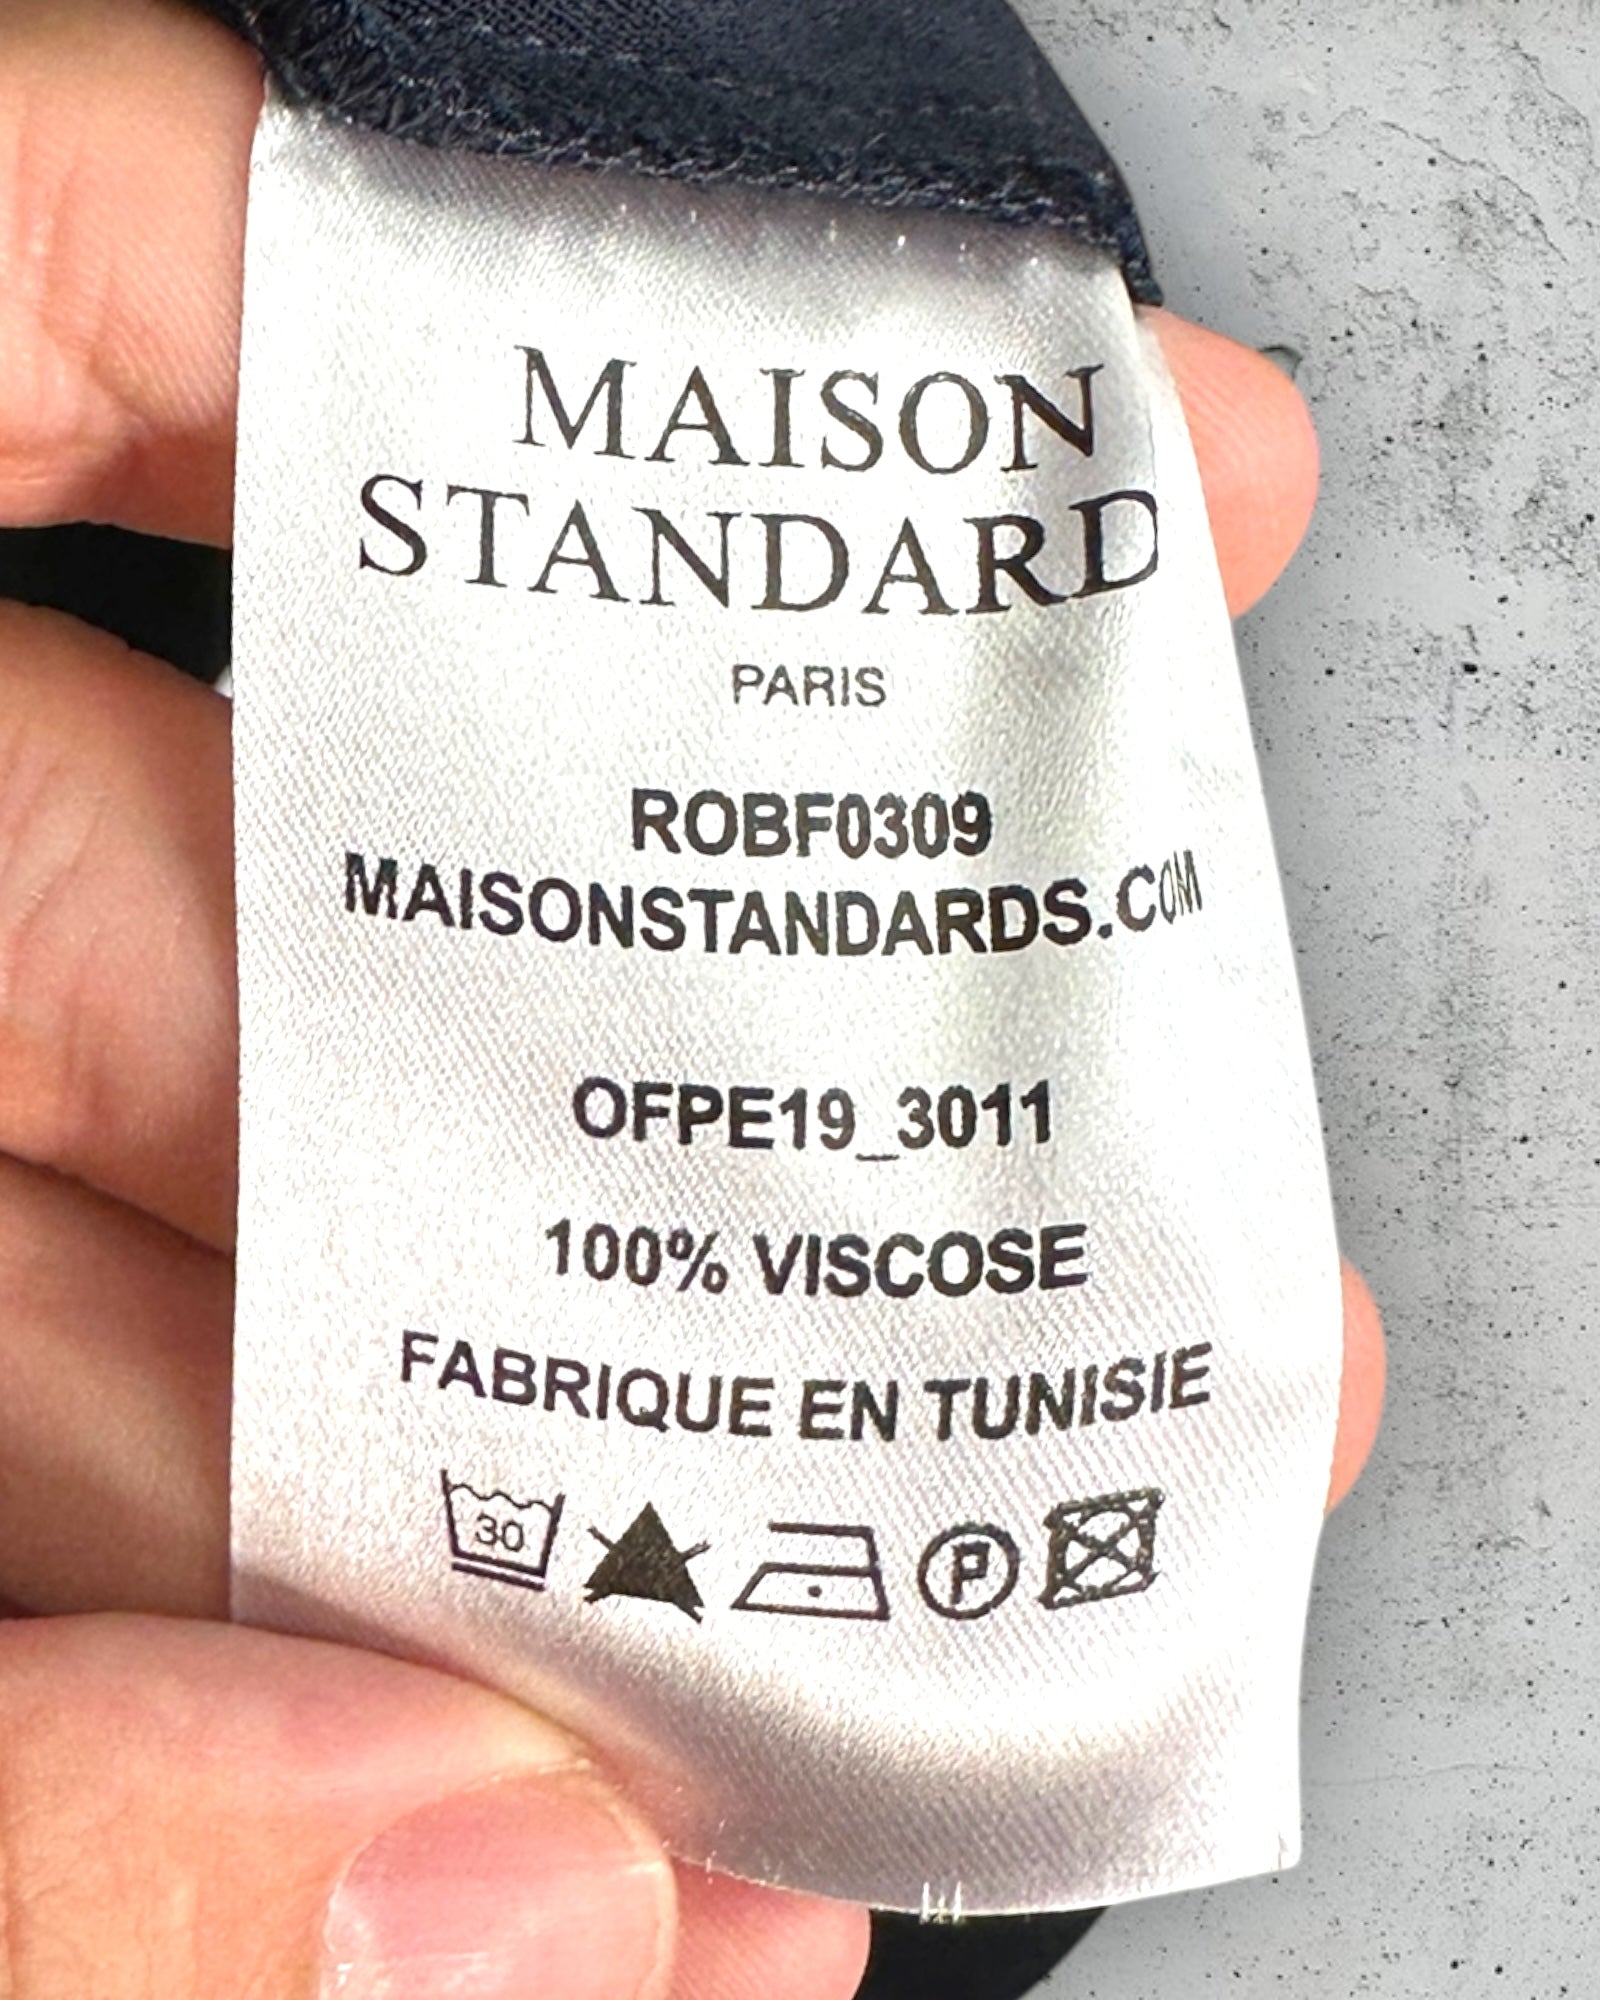 MAISON
STANDARD
PARIS
ROBF0309
MAISONSTANDARDS.COM
OFPE19_3011
100% VISCOSE
FABRIQUE EN TUNISIE
30
P